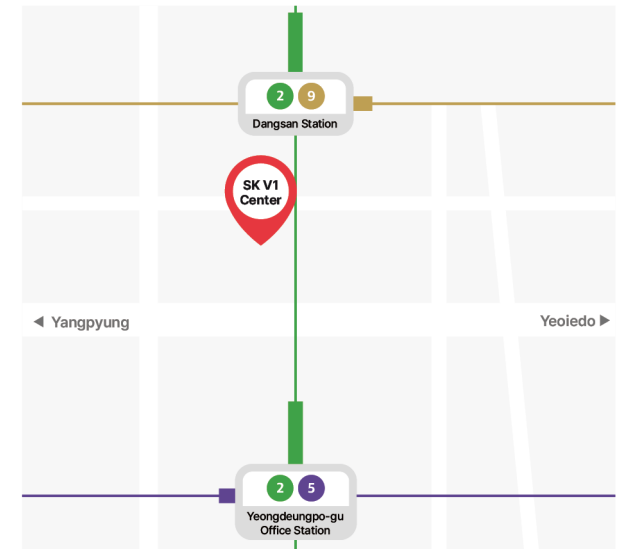 2 9
Dangsan Station
SK V1
Center
◀ Yangpyung
Yeoiedo ▶
2 5
Yeongdeungpo-gu
Office Station